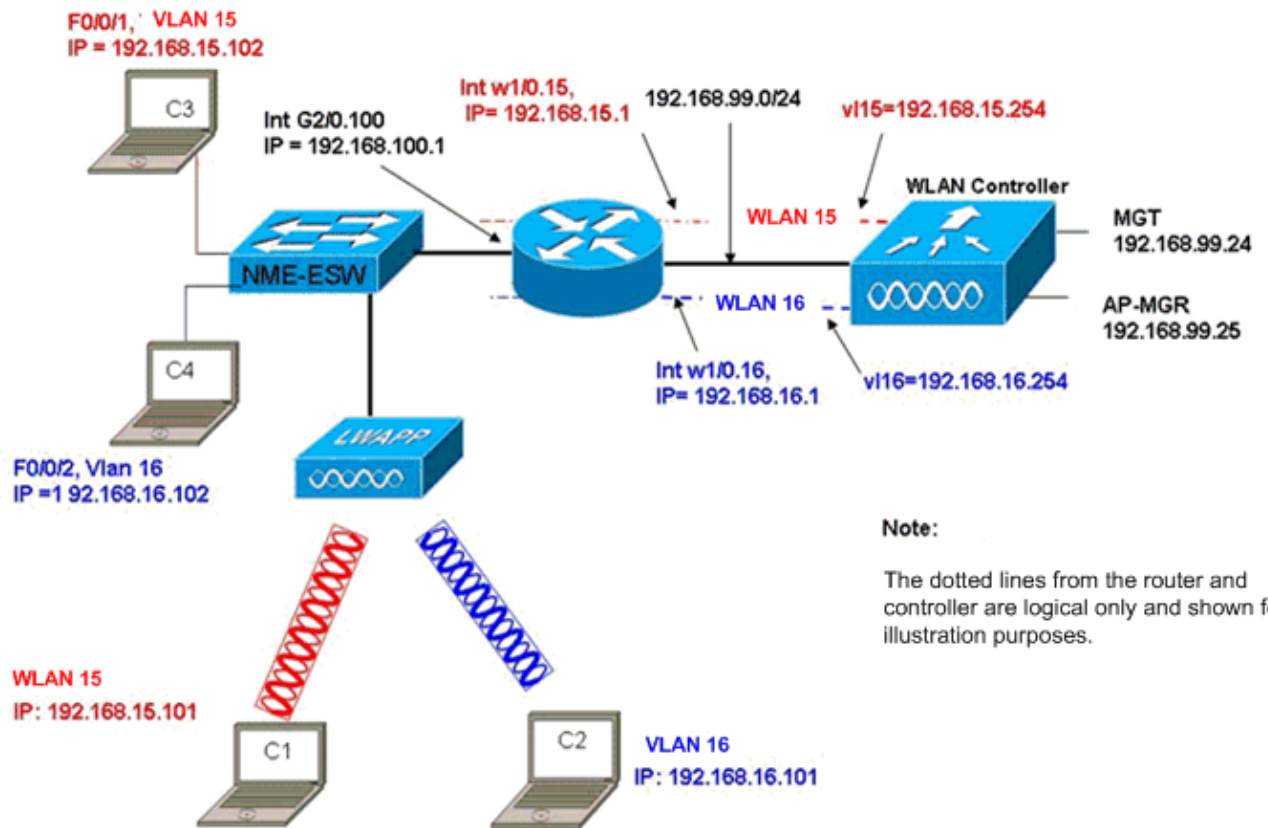 F0/0/1, VLAN 15
IP = 192.168.15.102
C3
Int G2/0.100
IP = 192.168.100.1
Int w1/0.15,
IP= 192.168.15.1
192.168.99.0/24
vl15=192.168.15.254
WLAN Controller
WLAN 15
MGT
192.168.99.24
NME-ESW
WLAN 16
AP-MGR
192.168.99.25
C4
Int w1/0.16,
IP= 192.168.16.1
vl16=192.168.16.254
LWAPP
F0/0/2, Vlan 16
IP =1 92.168.16.102
Note:
The dotted lines from the router and
controller are logical only and shown f
illustration purposes.
WLAN 15
IP: 192.168.15.101
C1
C2
VLAN 16
IP: 192.168.16.101